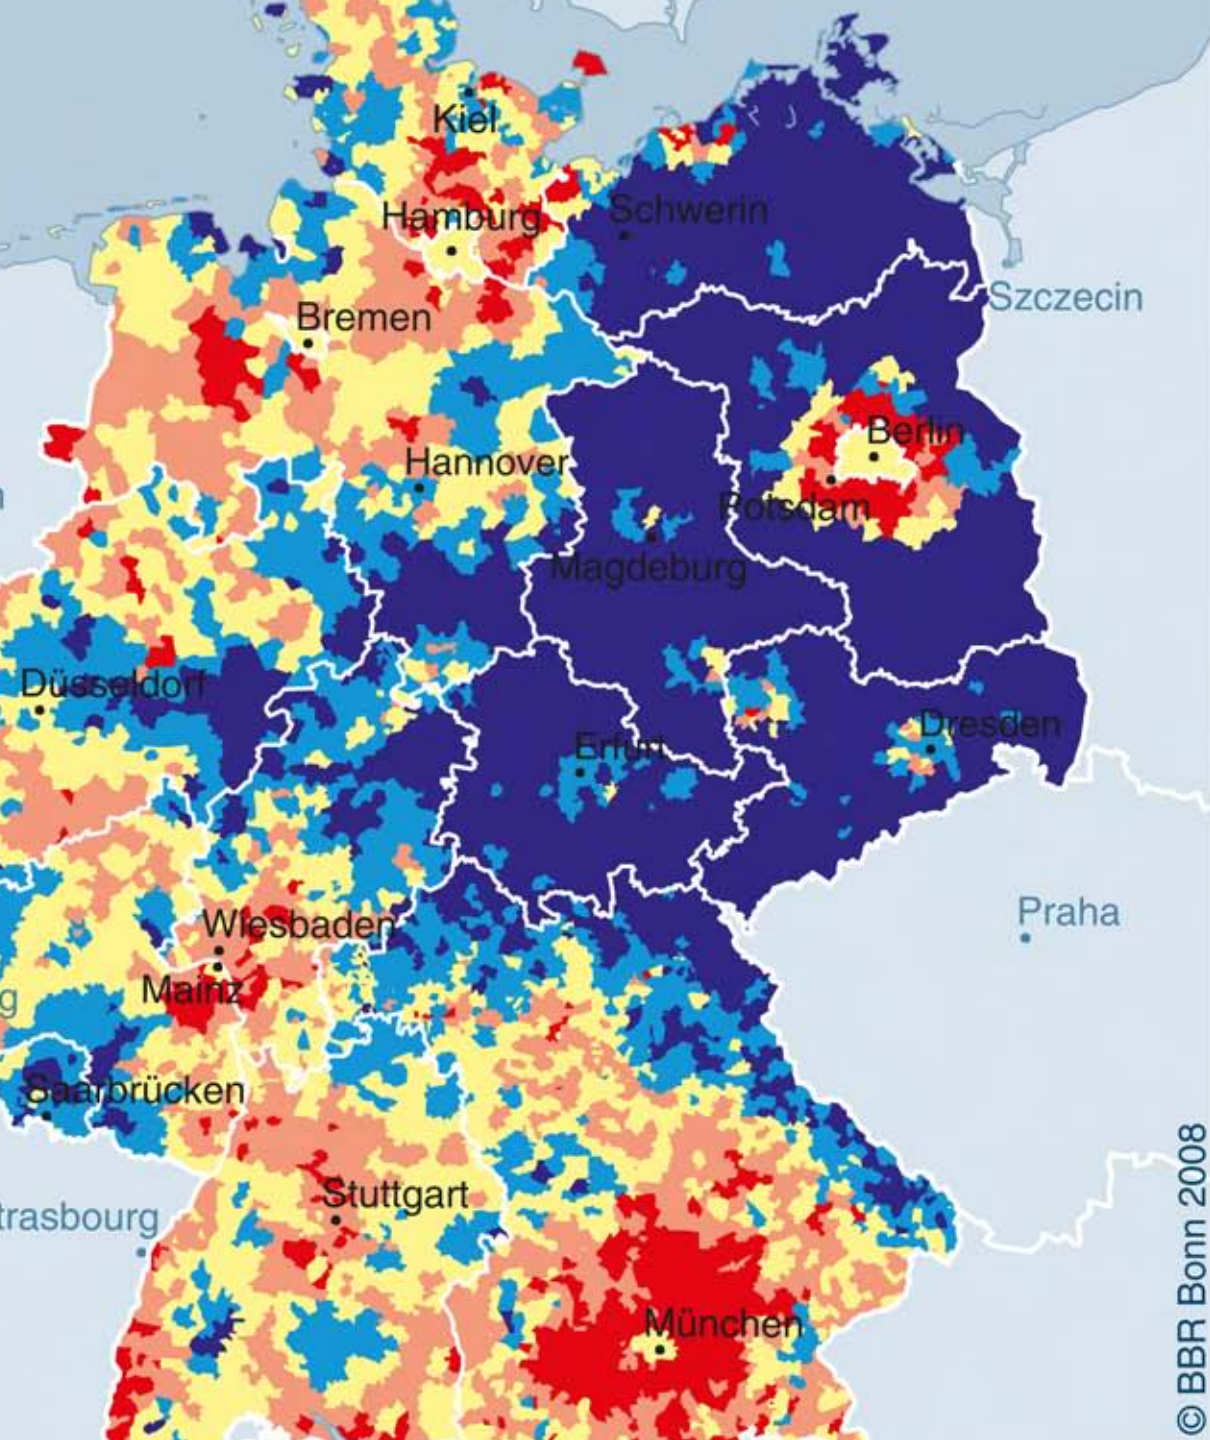 Kiel
Hamburg
Schwerin
Szczecin
Bremen
Berlin
Hannover
Potsdam
Magdeburg
Düsseldorf
Dresden
Erfurt
Praha
Wiesbaden
Mainz
g
Saarbrücken
Stuttgart
trasbourg
München
© BBR Bonn 2008